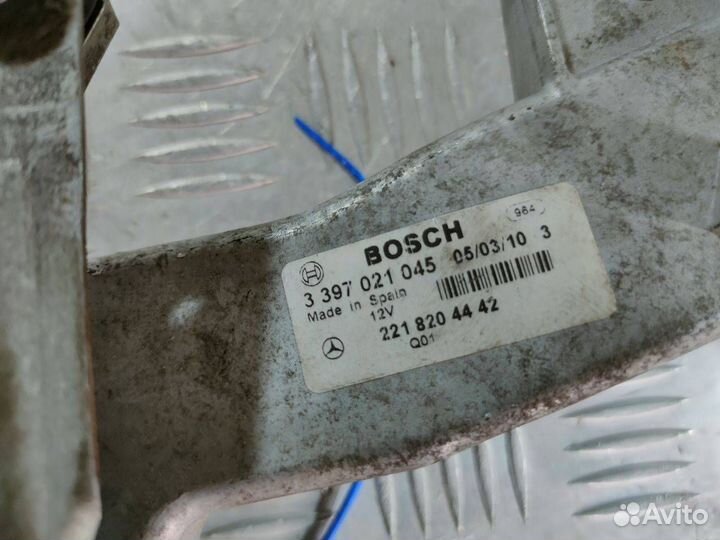 964
BOSCH 05/03/10 3
3 397 021 045
Made in Spain
12V
221 820 44 42
Q01
Avito